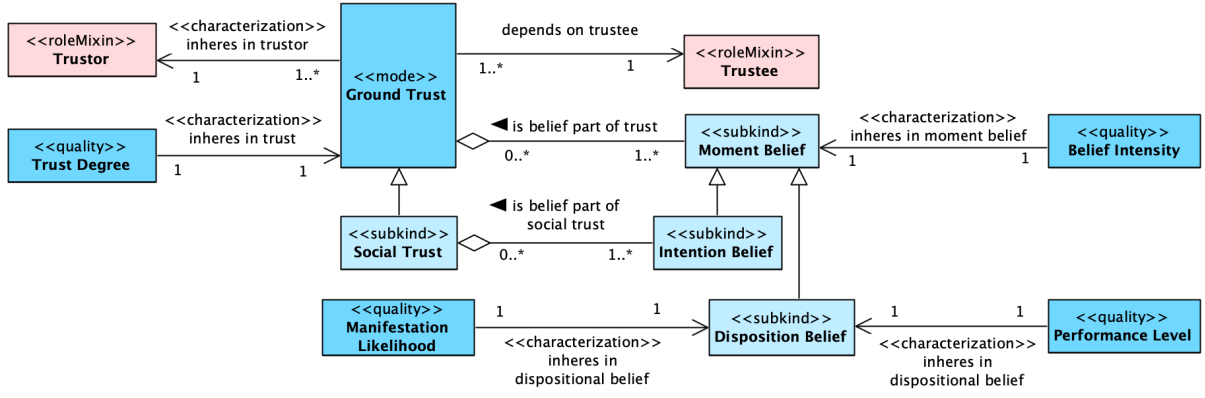 <<roleMixin>>
Trustor
<<characterization>>
inheres in trustor
1
1..*
<<mode>>
Ground Trust
depends on trustee
1..*
1
<<roleMixin>>
Trustee
<<quality>>
Trust Degree
<<characterization>>
inheres in trust
1
1
◀ is belief part of trust
0..*
1..*
<<subkind>>
Moment Belief
<<characterization>>
inheres in moment belief
1
1
<<quality>>
Belief Intensity
<<subkind>>
Social Trust
◀ is belief part of
social trust
0..*
1..*
<<subkind>>
Intention Belief
<<quality>>
Manifestation
Likelihood
1
1
<<characterization>>
inheres in
dispositional belief
<<subkind>>
Disposition Belief
1
1
<<characterization>>
inheres in
dispositional belief
<<quality>>
Performance Level